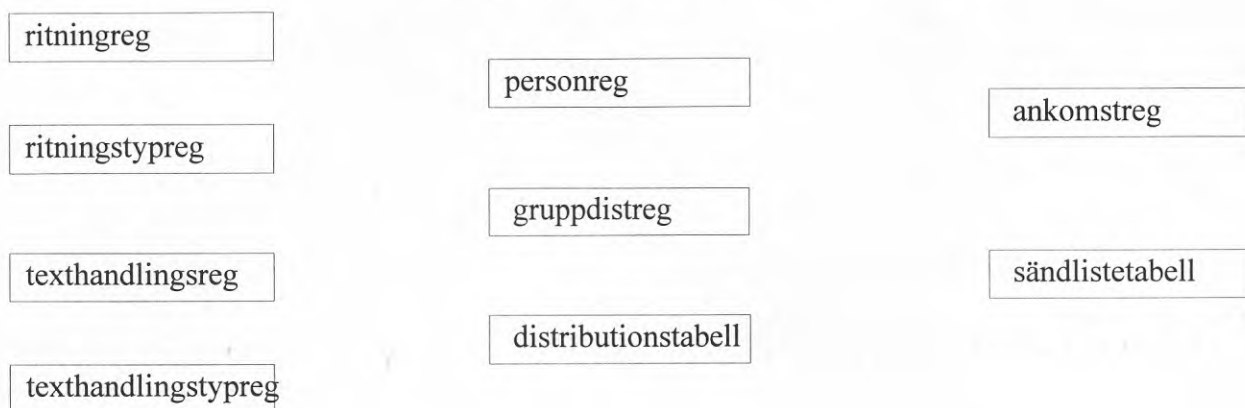 ritningreg
ritningstypreg
texthandlingsreg
texthandlingstypreg
personreg
gruppdistreg
distributionstabell
ankomstreg
sändlistetabell